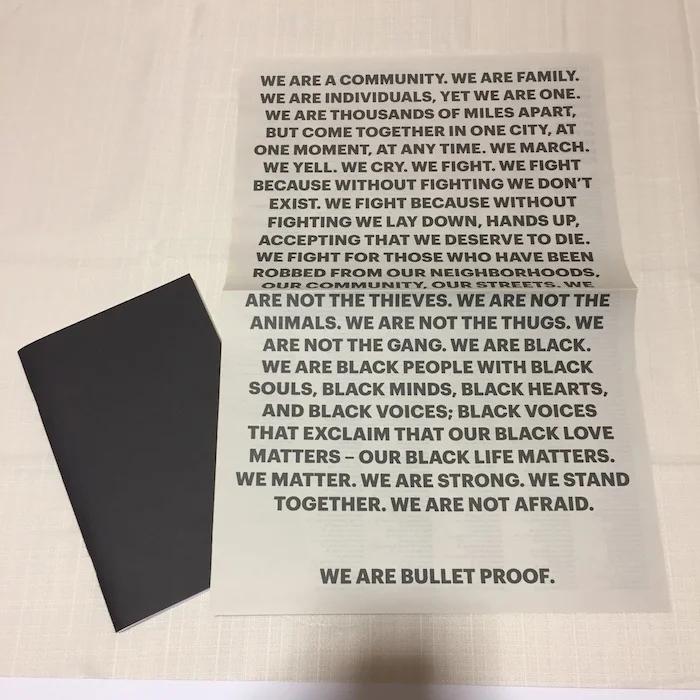 WE ARE A COMMUNITY. WE ARE FAMILY.
WE ARE INDIVIDUALS, YET WE ARE ONE.
WE ARE THOUSANDS OF MILES APART,
BUT COME TOGETHER IN ONE CITY, AT
ONE MOMENT, AT ANY TIME. WE MARCH.
WE YELL. WE CRY. WE FIGHT. WE FIGHT
BECAUSE WITHOUT FIGHTING WE DON'T
EXIST. WE FIGHT BECAUSE WITHOUT
FIGHTING WE LAY DOWN, HANDS UP,
ACCEPTING THAT WE DESERVE TO DIE.
WE FIGHT FOR THOSE WHO HAVE BEEN
ROBBED FROM OUR NEIGHBORHOODS,
OUR COMMUNITY, OUR STREETS. WE
ARE NOT THE THIEVES. WE ARE NOT THE
ANIMALS. WE ARE NOT THE THUGS. WE
ARE NOT THE GANG. WE ARE BLACK.
WE ARE BLACK PEOPLE WITH BLACK
SOULS, BLACK MINDS, BLACK HEARTS,
AND BLACK VOICES; BLACK VOICES
THAT EXCLAIM THAT OUR BLACK LOVE
MATTERS – OUR BLACK LIFE MATTERS.
WE MATTER. WE ARE STRONG. WE STAND
TOGETHER. WE ARE NOT AFRAID.
WE ARE BULLET PROOF.